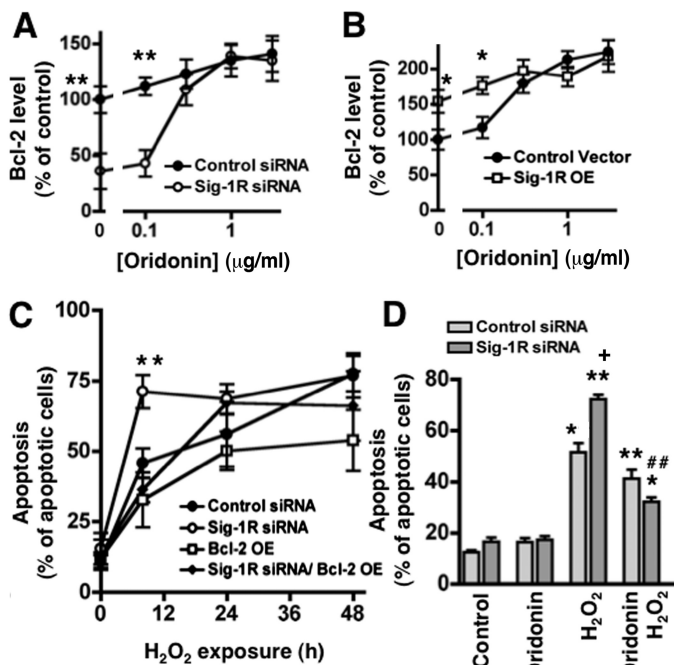 A
**
**
150
100
50
0
0
0.1
1
Bcl-2 level
(% of control)
Control siRNA
Sig-1R siRNA
[Oridonin] (μg/ml)
B
*
*
200
150
100
50
0
0
0.1
1
Bcl-2 level
(% of control)
Control Vector
Sig-1R OE
[Oridonin] (μg/ml)
C
100
75
50
25
0
**
Apoptosis
(% of apoptotic cells)
Control siRNA
Sig-1R siRNA
Bcl-2 OE
Sig-1R siRNA/ Bcl-2 OE
0 12 24 36 48
H₂O₂ exposure (h)
D
Control siRNA
Sig-1R siRNA
80
60
40
20
0
Apoptosis
(% of apoptotic cells)
*
+
**
**
##
*
Control
H₂O₂
H₂O₂